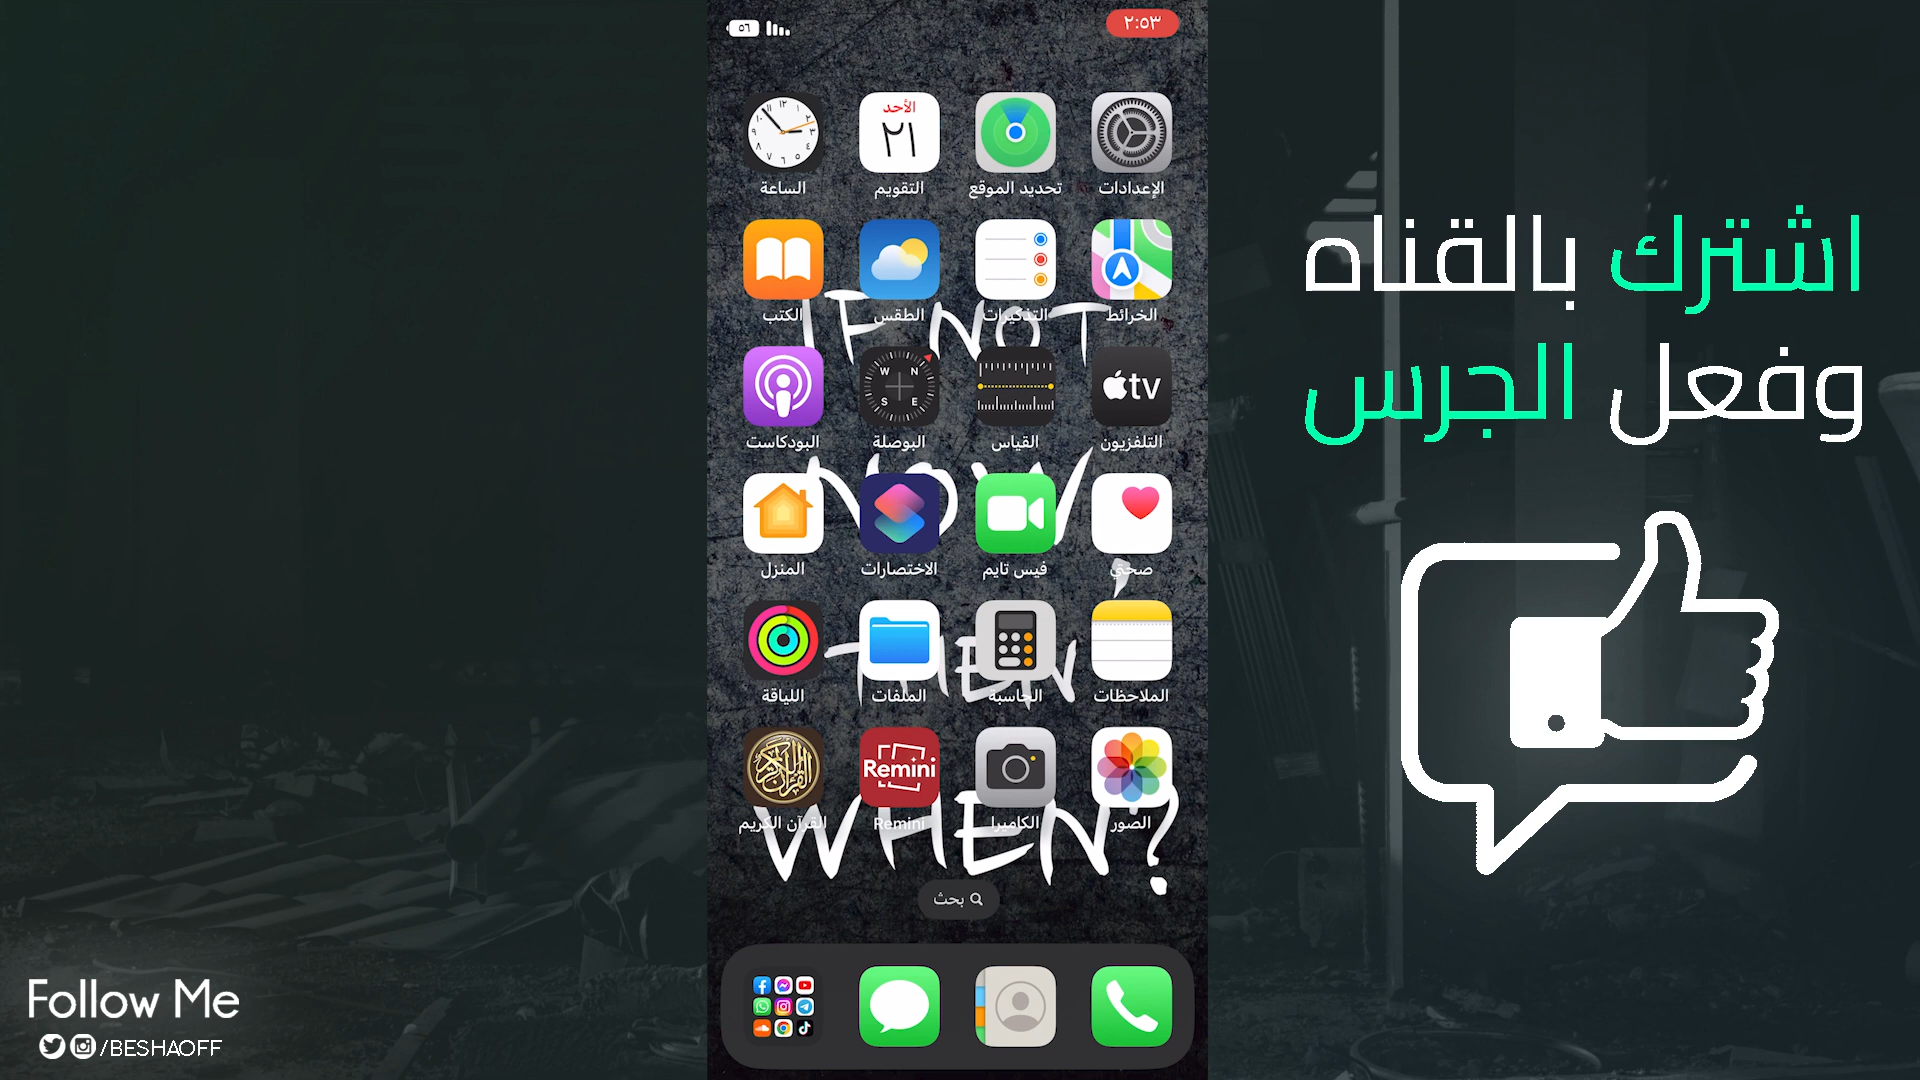 ٢:٥٣
٥٦
الأحد
٢١
الإعدادات
تحديد الموقع
التقويم
الساعة
الخرائط
التذكيرات
الطقس
الكتب
tv
W N
S E
التلفزيون
القياس
البوصلة
البودكاست
صحتي
فيس تايم
الاختصارات
المنزل
الملاحظات
الحاسبة
الملفات
اللياقة
Remini
الصور
الكاميرا
Remini
القرآن الكريم
IF NOT
NOW,
THEN
WHEN?
بحث
اشترك بالقناه
وفعل الجرس
Follow Me
/BESHAOFF